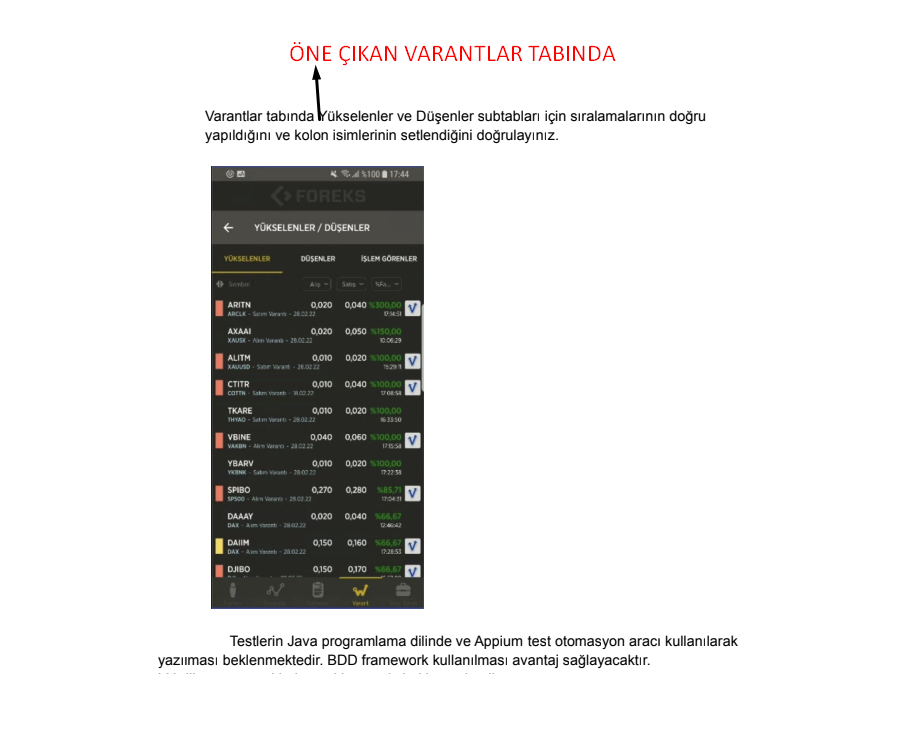 ÖNE ÇIKAN VARANTLAR TABINDA
Varantlar tabında Yükselenler ve Düşenler subtabları için sıralamalarının doğru
yapıldığını ve kolon isimlerinin setlendiğini doğrulayınız.
%100 17:44
FOREKS
YÜKSELENLER / DÜŞENLER
YÜKSELENLER DÜŞENLER İŞLEM GÖRENLER
Sembol Alış Satış %Fa...
ARITN 0,020 0,040 %300,00
ARCLK - Satım Varantı - 28.02.22 17:14:51
AXAAI 0,020 0,050 %150,00
XAUSX - Alım Varantı - 28.02.22 10:06:29
ALITM 0,010 0,020 %100,00
XAUUSD - Satım Varantı - 28.02.22 15:29:11
CTITR 0,010 0,040 %100,00
COTTN - Satım Varantı - 18.02.22 17:08:58
TKARE 0,010 0,020 %100,00
THYAO - Satım Varantı - 28.02.22 16:33:50
VBINE 0,040 0,060 %100,00
VAKBN - Alım Varantı - 28.02.22 17:15:58
YBARV 0,010 0,020 %100,00
YKBNK - Satım Varantı - 28.02.22 17:22:38
SPIBO 0,270 0,280 %85,71
SP500 - Alım Varantı - 28.02.22 17:04:31
DAAAY 0,020 0,040 %66,67
DAX - Alım Varantı - 28.02.22 12:46:42
DAIIM 0,150 0,160 %66,67
DAX - Alım Varantı - 28.02.22 17:28:53
DJIBO 0,150 0,170 %66,67
Varant
Testlerin Java programlama dilinde ve Appium test otomasyon aracı kullanılarak
yazılması beklenmektedir. BDD framework kullanılması avantaj sağlayacaktır.